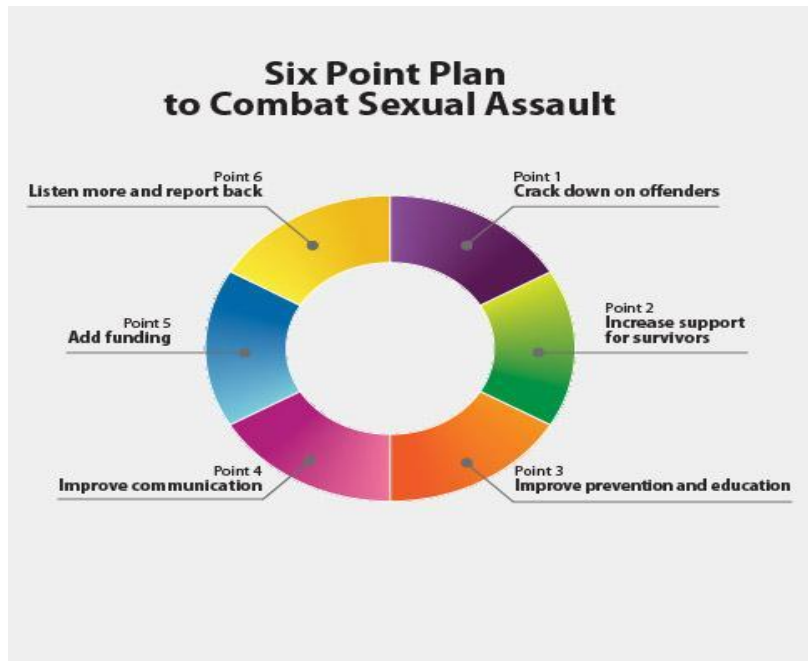 Six Point Plan
to Combat Sexual Assault
Point 1
Crack down on offenders
Point 2
Increase support
for survivors
Point 3
Improve prevention and education
Point 4
Improve communication
Point 5
Add funding
Point 6
Listen more and report back